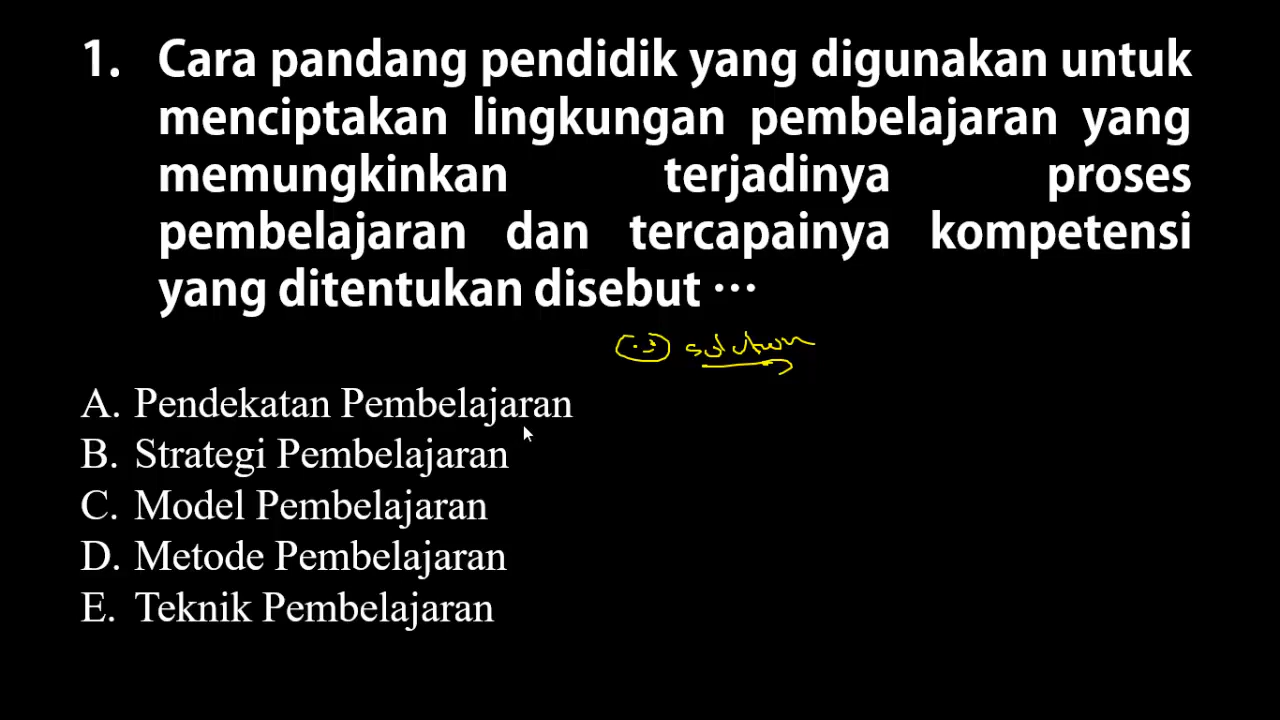 1. Cara pandang pendidik yang digunakan untuk
menciptakan lingkungan pembelajaran yang
memungkinkan terjadinya proses
pembelajaran dan tercapainya kompetensi
yang ditentukan disebut ⋯
solution
A. Pendekatan Pembelajaran
B. Strategi Pembelajaran
C. Model Pembelajaran
D. Metode Pembelajaran
E. Teknik Pembelajaran